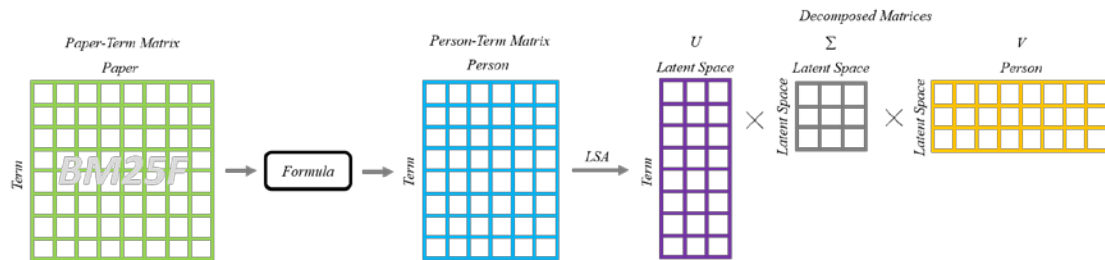 Decomposed Matrices
Paper-Term Matrix
Person-Term Matrix
U
Σ
V
Paper
Person
Latent Space
Latent Space
Person
Term
BM25F
Formula
Term
LSA
Term
×
Latent Space
×
Latent Space